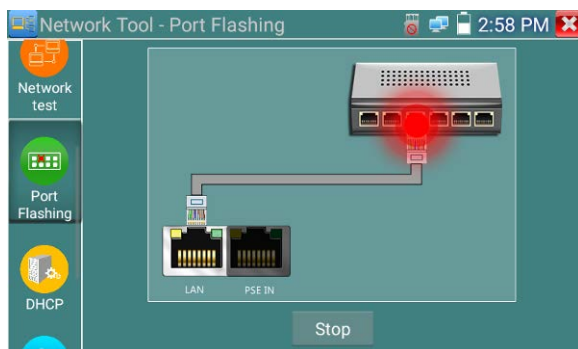 Network Tool - Port Flashing
2:58 PM
Network
test
Port
Flashing
DHCP
LAN
PSE IN
Stop